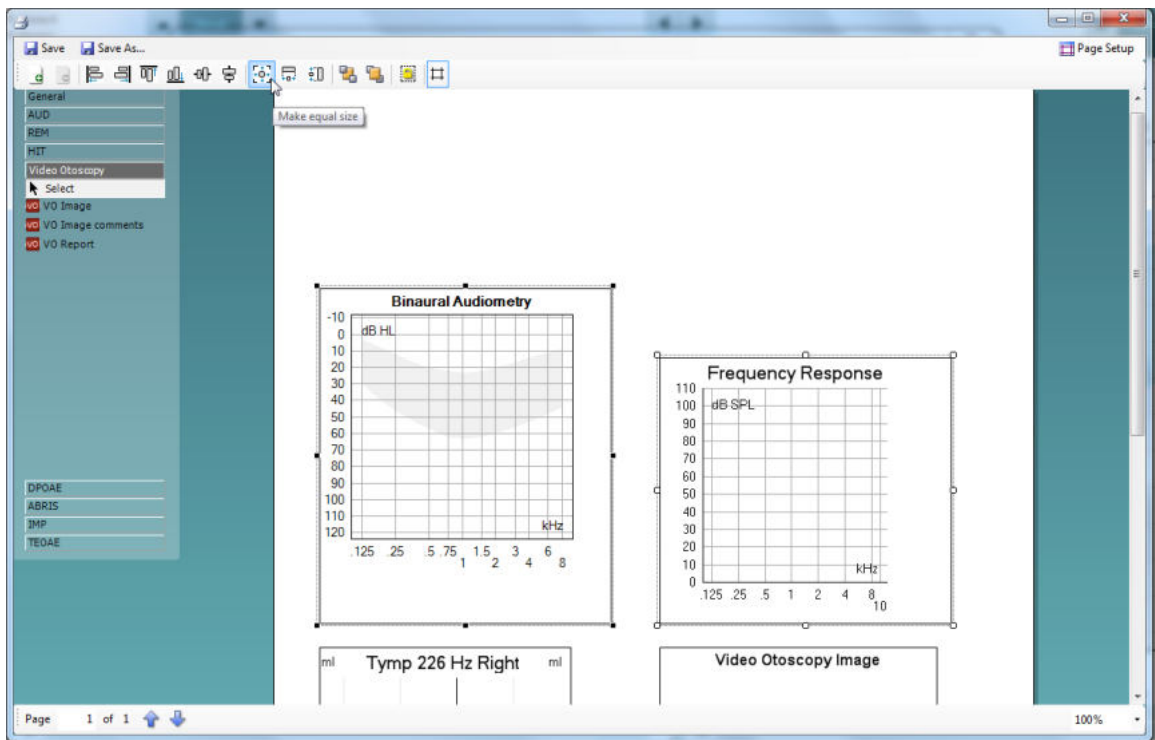 Save Save As... Page Setup
Make equal size
General
AUD
REM
HIT
Video Otoscopy
Select
VO VO Image
VO VO Image comments
VO VO Report
DPOAE
ABRIS
IMP
TEOAE
Binaural Audiometry
-10
0 dB HL
10
20
30
40
50
60
70
80
90
100
110
120 kHz
.125 .25 .5 .75 1 1.5 2 3 4 6 8
Frequency Response
110
100 dB SPL
90
80
70
60
50
40
30
20
10 kHz
0
.125 .25 .5 1 2 4 8 10
ml Tymp 226 Hz Right ml
Video Otoscopy Image
Page 1 of 1 100%